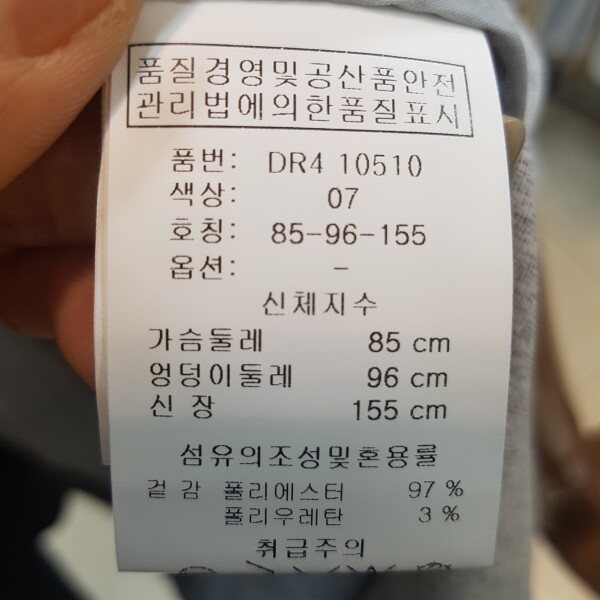 품질경영및공산품안전
관리법에의한품질표시
품번: DR4 10510
색상: 07
호칭: 85-96-155
옵션: -
신체지수
가슴둘레 85 cm
엉덩이둘레 96 cm
신 장 155 cm
섬유의조성및혼용률
겉 감 폴리에스터 97 %
폴리우레탄 3 %
취급주의